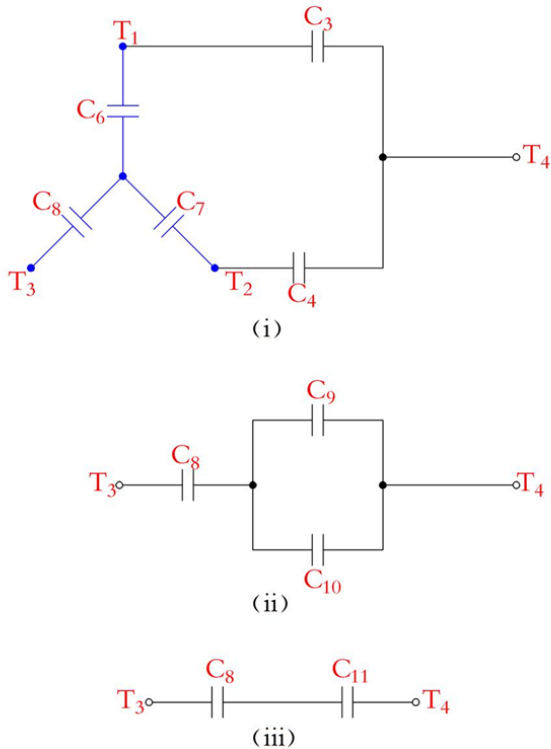 C₃
T₁
C₆
T₄
C₈ C₇
T₃ T₂
C₄
(i)
C₉
C₈
T₃ T₄
C₁₀
(ii)
C₈ C₁₁
T₃ T₄
(iii)